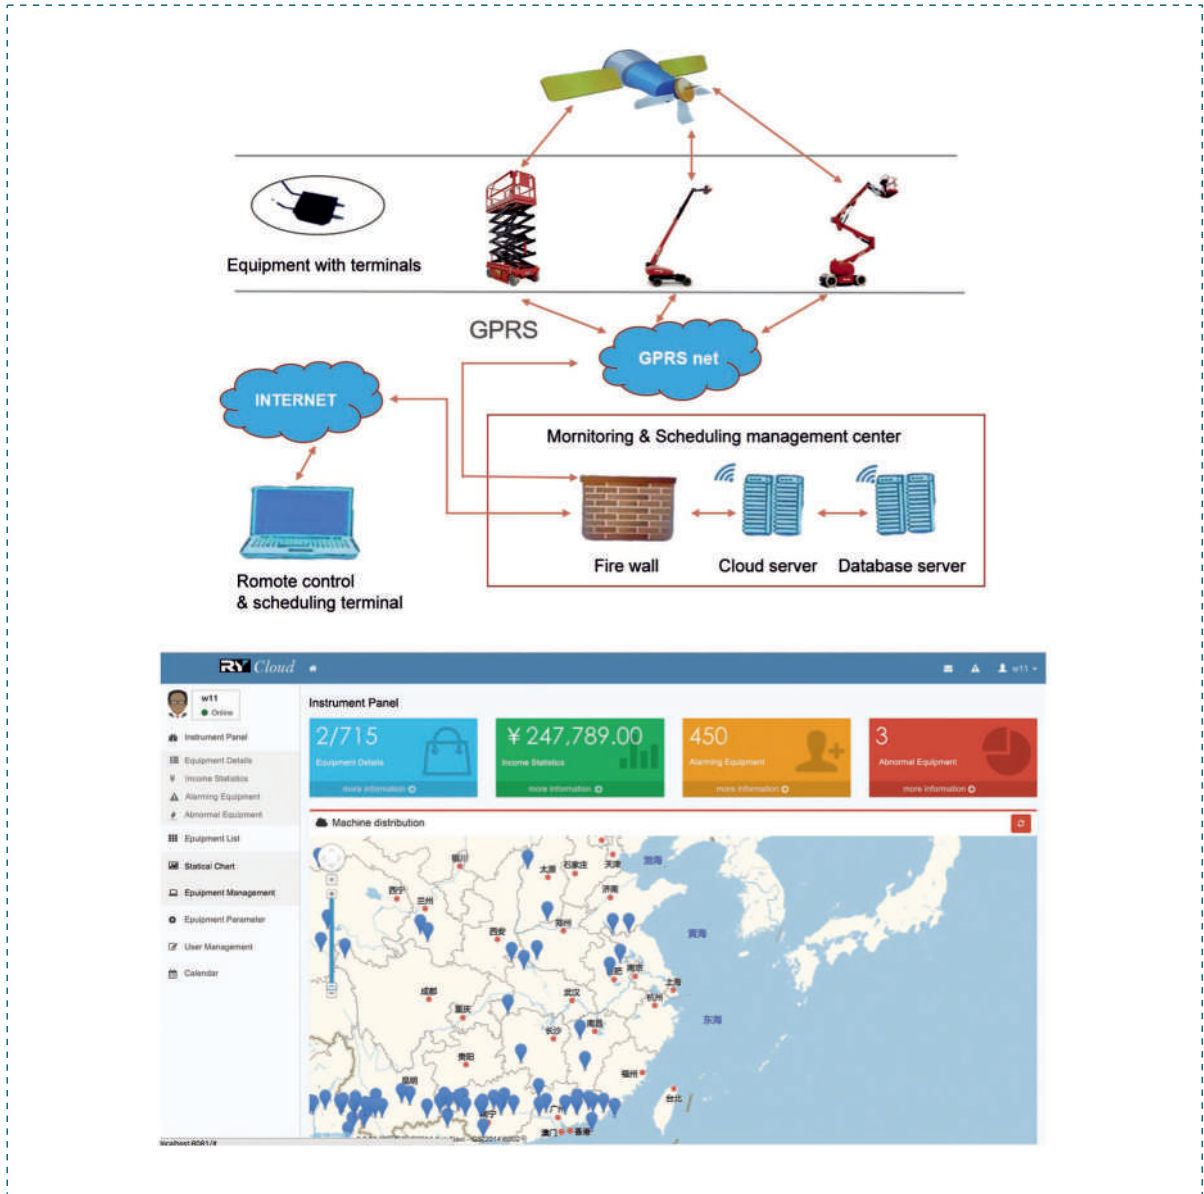 Equipment with terminals
GPRS
GPRS net
INTERNET
Mornitoring & Scheduling management center
Fire wall
Cloud server
Database server
Romote control
& scheduling terminal
RY Cloud
w11
w11
Online
Instrument Panel
Equipment Details
Income Statistics
Alarming Equipment
Abnormal Equipment
Equipment List
Statical Chart
Epuipment Management
Equipment Parameter
User Management
Calendar
Instrument Panel
2/715
Equipment Details
more information
¥ 247,789.00
Income Statistics
more information
450
Alarming Equipment
more information
3
Abnormal Equipment
more information
Machine distribution
银川
太原
石家庄
天津
渤海
西宁
兰州
济南
西安
郑州
黄海
肥
南京
上海
成都
武汉
杭州
重庆
东海
长沙
南昌
贵阳
福州
昆明
台北
宁
广州
澳门
香港
localhost:8081/#